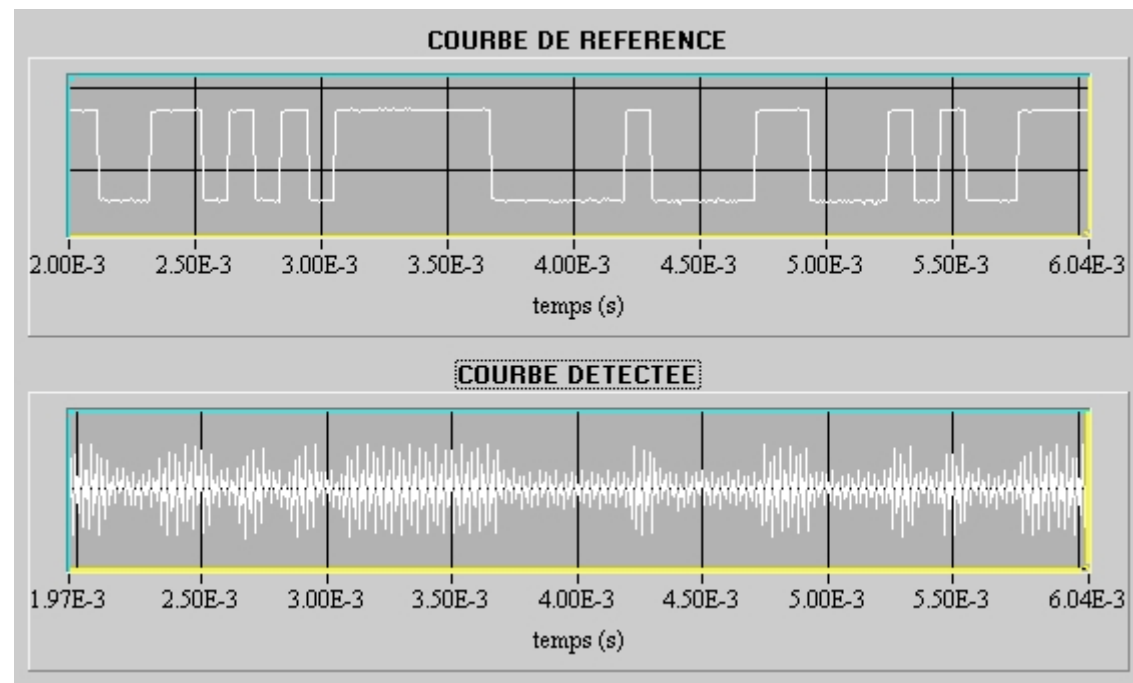 COURBE DE REFERENCE
2.00E-3 2.50E-3 3.00E-3 3.50E-3 4.00E-3 4.50E-3 5.00E-3 5.50E-3 6.04E-3
temps (s)
COURBE DETECTEE
1.97E-3 2.50E-3 3.00E-3 3.50E-3 4.00E-3 4.50E-3 5.00E-3 5.50E-3 6.04E-3
temps (s)